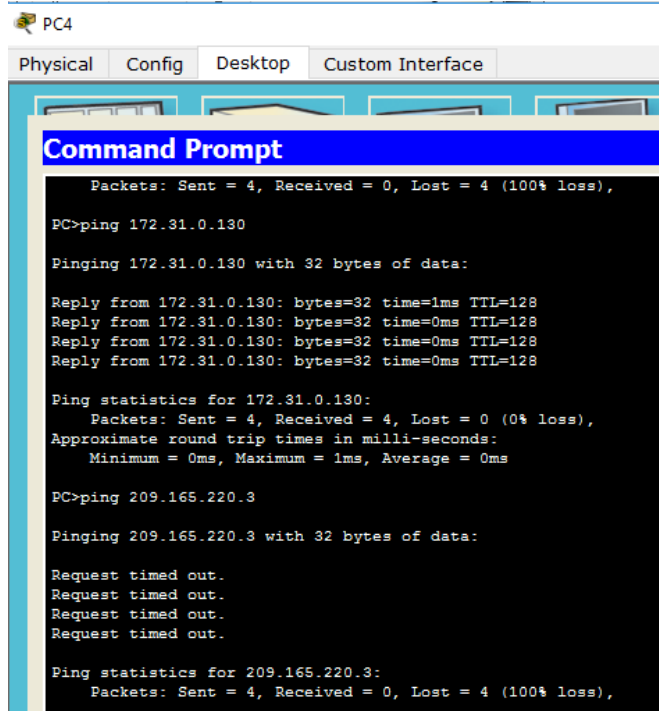 PC4
Physical Config Desktop Custom Interface
Command Prompt
Packets: Sent = 4, Received = 0, Lost = 4 (100% loss),
PC>ping 172.31.0.130
Pinging 172.31.0.130 with 32 bytes of data:
Reply from 172.31.0.130: bytes=32 time=1ms TTL=128
Reply from 172.31.0.130: bytes=32 time=0ms TTL=128
Reply from 172.31.0.130: bytes=32 time=0ms TTL=128
Reply from 172.31.0.130: bytes=32 time=0ms TTL=128
Ping statistics for 172.31.0.130:
Packets: Sent = 4, Received = 4, Lost = 0 (0% loss),
Approximate round trip times in milli-seconds:
Minimum = 0ms, Maximum = 1ms, Average = 0ms
PC>ping 209.165.220.3
Pinging 209.165.220.3 with 32 bytes of data:
Request timed out.
Request timed out.
Request timed out.
Request timed out.
Ping statistics for 209.165.220.3:
Packets: Sent = 4, Received = 0, Lost = 4 (100% loss),